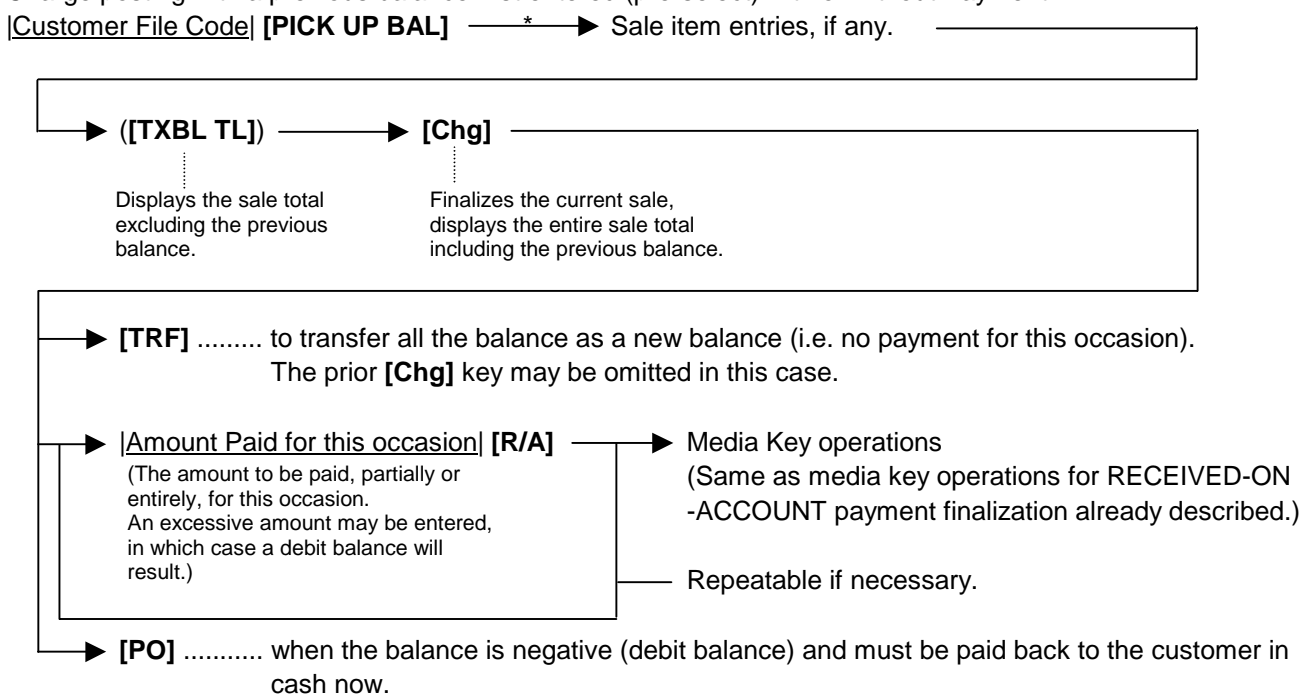 |Customer File Code| [PICK UP BAL] * Sale item entries, if any.
([TXBL TL]) [Chg]
Displays the sale total
excluding the previous
balance.
Finalizes the current sale,
displays the entire sale total
including the previous balance.
[TRF] ......... to transfer all the balance as a new balance (i.e. no payment for this occasion).
The prior [Chg] key may be omitted in this case.
|Amount Paid for this occasion| [R/A]
(The amount to be paid, partially or
entirely, for this occasion.
An excessive amount may be entered,
in which case a debit balance will
result.)
Media Key operations
(Same as media key operations for RECEIVED-ON
-ACCOUNT payment finalization already described.)
Repeatable if necessary.
[PO] ........... when the balance is negative (debit balance) and must be paid back to the customer in
cash now.